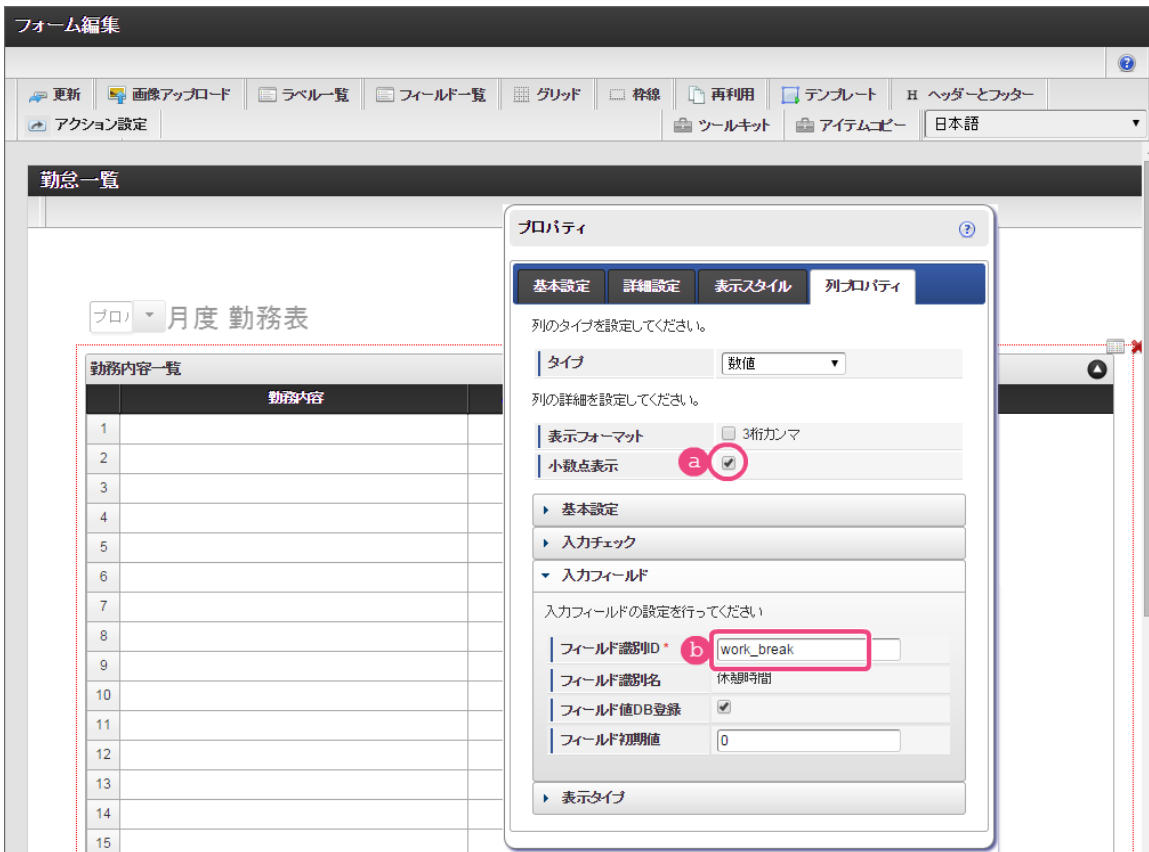 フォーム編集
更新 画像アップロード ラベル一覧 フィールド一覧 グリッド 枠線 再利用 テンプレート H ヘッダーとフッター
アクション設定 ツールキット アイテムコピー 日本語
勤怠一覧
プロパティ
基本設定 詳細設定 表示スタイル 列プロパティ
列のタイプを設定してください。
タイプ 数値
列の詳細を設定してください。
表示フォーマット 3桁カンマ
小数点表示 a
基本設定
入力チェック
入力フィールド
入力フィールドの設定を行ってください
フィールド識別ID * b work_break
フィールド識別名 休憩時間
フィールド値DB登録
フィールド初期値 0
表示タイプ
月度 勤務表
勤務内容一覧
勤務内容
1
2
3
4
5
6
7
8
9
10
11
12
13
14
15